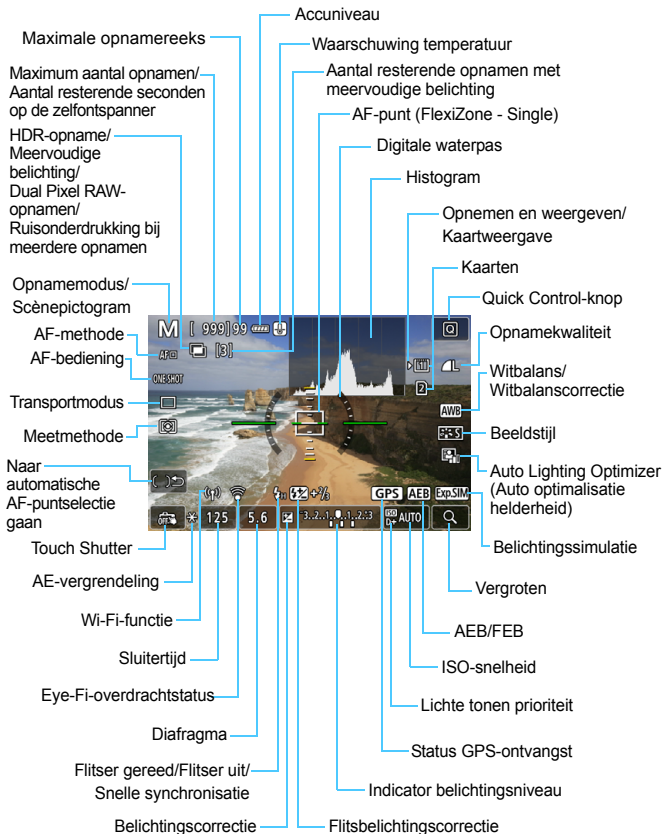 Accuniveau
Maximale opnamereeks
Waarschuwing temperatuur
Maximum aantal opnamen/
Aantal resterende seconden
op de zelfontspanner
Aantal resterende opnamen met
meervoudige belichting
AF-punt (FlexiZone - Single)
HDR-opname/
Meervoudige
belichting/
Dual Pixel RAW-
opnamen/
Ruisonderdrukking bij
meerdere opnamen
Digitale waterpas
Histogram
Opnemen en weergeven/
Kaartweergave
Kaarten
Opnamemodus/
Scènepictogram
Quick Control-knop
AF-methode
Opnamekwaliteit
AF-bediening
Witbalans/
Witbalanscorrectie
Transportmodus
Meetmethode
Beeldstijl
Naar
automatische
AF-puntselectie
gaan
Auto Lighting Optimizer
(Auto optimalisatie
helderheid)
Touch Shutter
Belichtingssimulatie
AE-vergrendeling
Vergroten
Wi-Fi-functie
AEB/FEB
Sluitertijd
ISO-snelheid
Eye-Fi-overdrachtstatus
Lichte tonen prioriteit
Diafragma
Status GPS-ontvangst
Flitser gereed/Flitser uit/
Snelle synchronisatie
Indicator belichtingsniveau
Belichtingscorrectie
Flitsbelichtingscorrectie
M [ 999] 99
Q
AF
[3]
1
L
ONE SHOT
2
AWB
S
H +⅔
GPS AEB Exp.SIM
OFF
125 5.6 -3..2..1..0..1..2.:3 ISO D+ AUTO